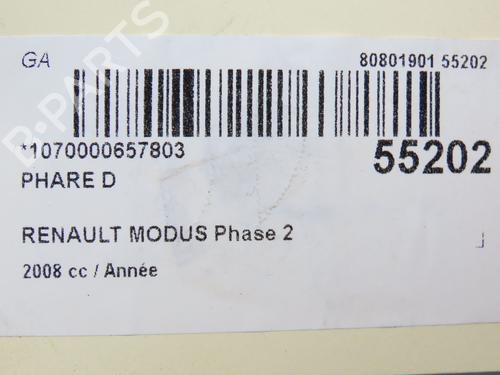 GA
80801901 55202
*1070000657803
55202
PHARE D
RENAULT MODUS Phase 2
2008 cc / Année
B-PARTS